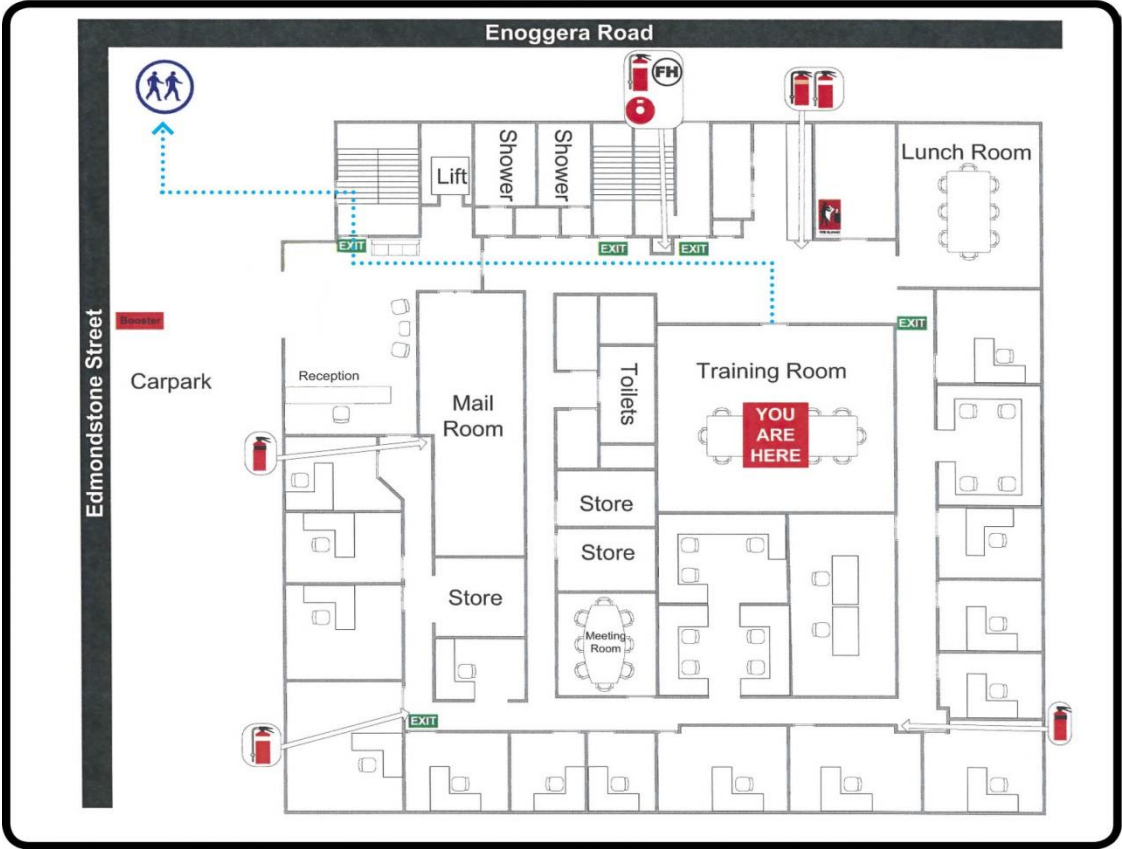 Enoggera Road
FH
Shower
Shower
Lift
Lunch Room
EXIT
EXIT
EXIT
Edmondstone Street
Booster
EXIT
Carpark
Reception
Training Room
Toilets
Mail
Room
YOU
ARE
HERE
Store
Store
Store
Meeting
Room
EXIT